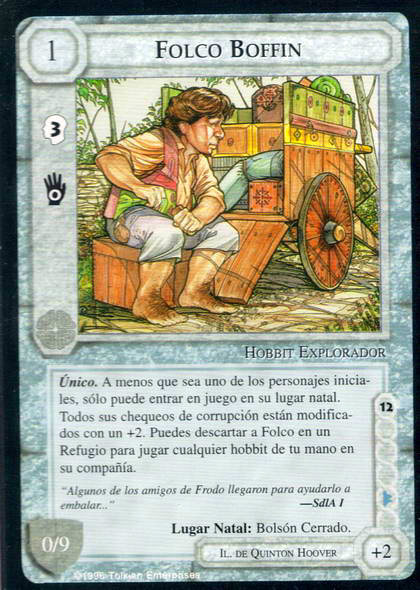 1
FOLCO BOFFIN
3
0
HOBBIT EXPLORADOR
Único. A menos que sea uno de los personajes inicia-
les, sólo puede entrar en juego en su lugar natal.
Todos sus chequeos de corrupción están modifica-
dos con un +2. Puedes descartar a Folco en un
Refugio para jugar cualquier hobbit de tu mano en
su compañía.
12
“Algunos de los amigos de Frodo llegaron para ayudarlo a
embalar...”
—SdlA I
Lugar Natal: Bolsón Cerrado.
0/9
IL. DE QUINTON HOOVER
+2
©1996 Tolkien Enterprises